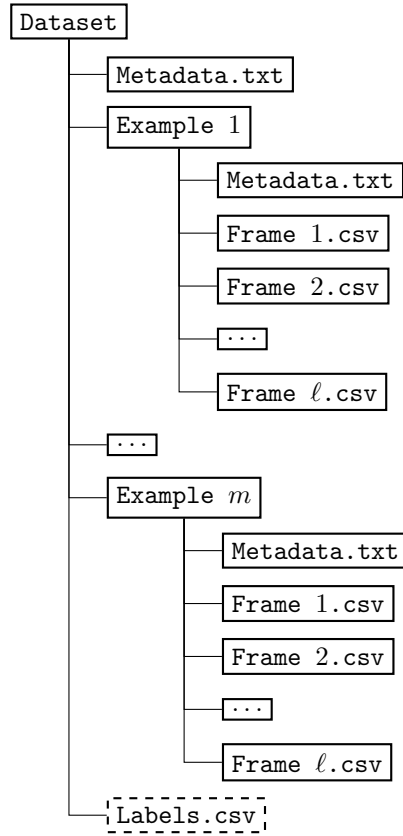 Dataset
Metadata.txt
Example 1
Metadata.txt
Frame 1.csv
Frame 2.csv
...
Frame ℓ.csv
...
Example m
Metadata.txt
Frame 1.csv
Frame 2.csv
...
Frame ℓ.csv
Labels.csv